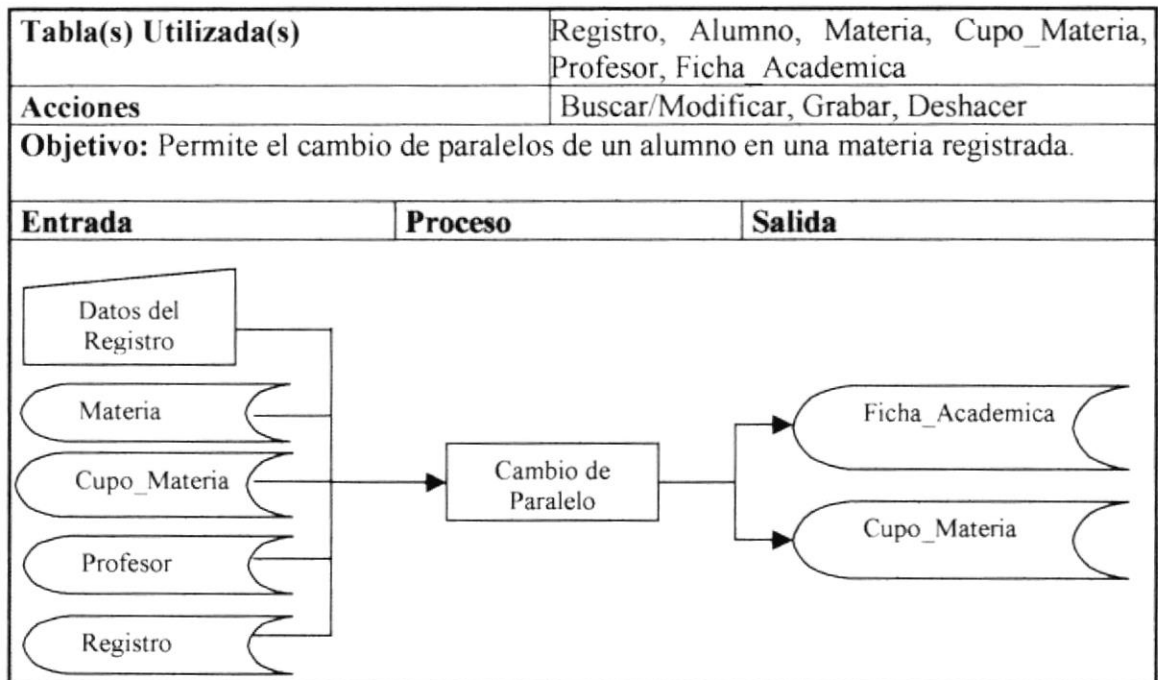 Tabla(s) Utilizada(s)
Registro, Alumno, Materia, Cupo_Materia,
Profesor, Ficha_Academica
Acciones
Buscar/Modificar, Grabar, Deshacer
Objetivo: Permite el cambio de paralelos de un alumno en una materia registrada.
Entrada
Proceso
Salida
Datos del
Registro
Materia
Cupo_Materia
Profesor
Registro
Cambio de
Paralelo
Ficha_Academica
Cupo_Materia